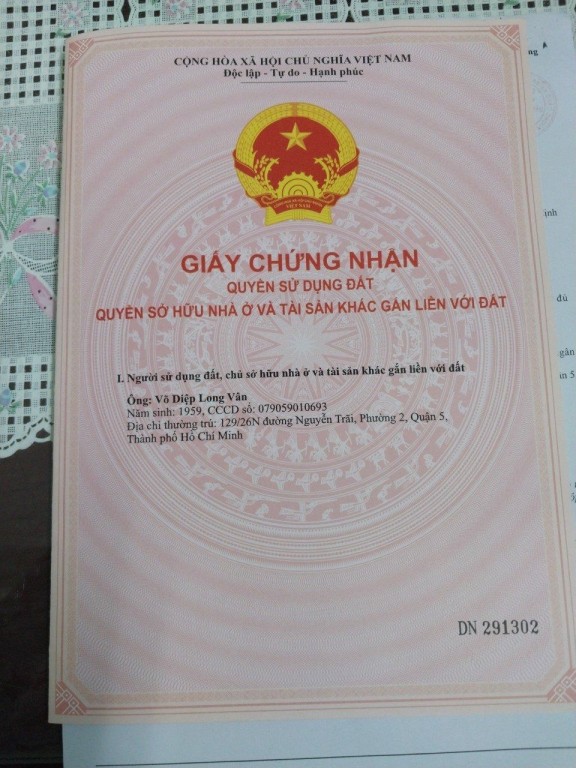 CỘNG HÒA XÃ HỘI CHỦ NGHĨA VIỆT NAM
Độc lập - Tự do - Hạnh phúc
VIỆT NAM
GIẤY CHỨNG NHẬN
QUYỀN SỬ DỤNG ĐẤT
QUYỀN SỞ HỮU NHÀ Ở VÀ TÀI SẢN KHÁC GẮN LIỀN VỚI ĐẤT
I. Người sử dụng đất, chủ sở hữu nhà ở và tài sản khác gắn liền với đất
Ông: Võ Diệp Long Vân
Năm sinh: 1959, CCCD số: 079059010693
Địa chỉ thường trú: 129/26N đường Nguyễn Trãi, Phường 2, Quận 5,
Thành phố Hồ Chí Minh
DN 291302